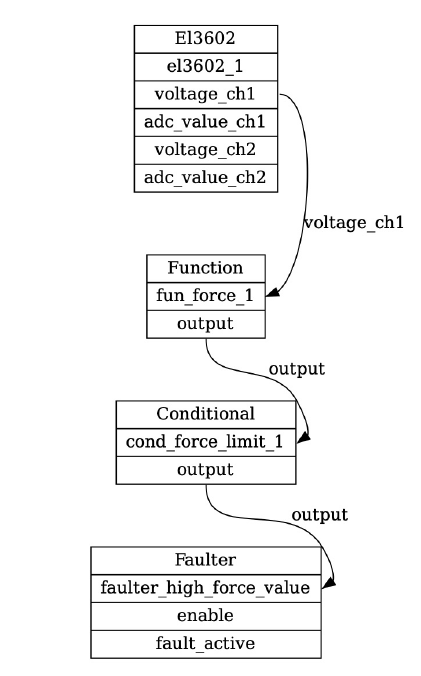 El3602
el3602_1
voltage_ch1
adc_value_ch1
voltage_ch2
adc_value_ch2
voltage_ch1
Function
fun_force_1
output
output
Conditional
cond_force_limit_1
output
output
Faulter
faulter_high_force_value
enable
fault_active